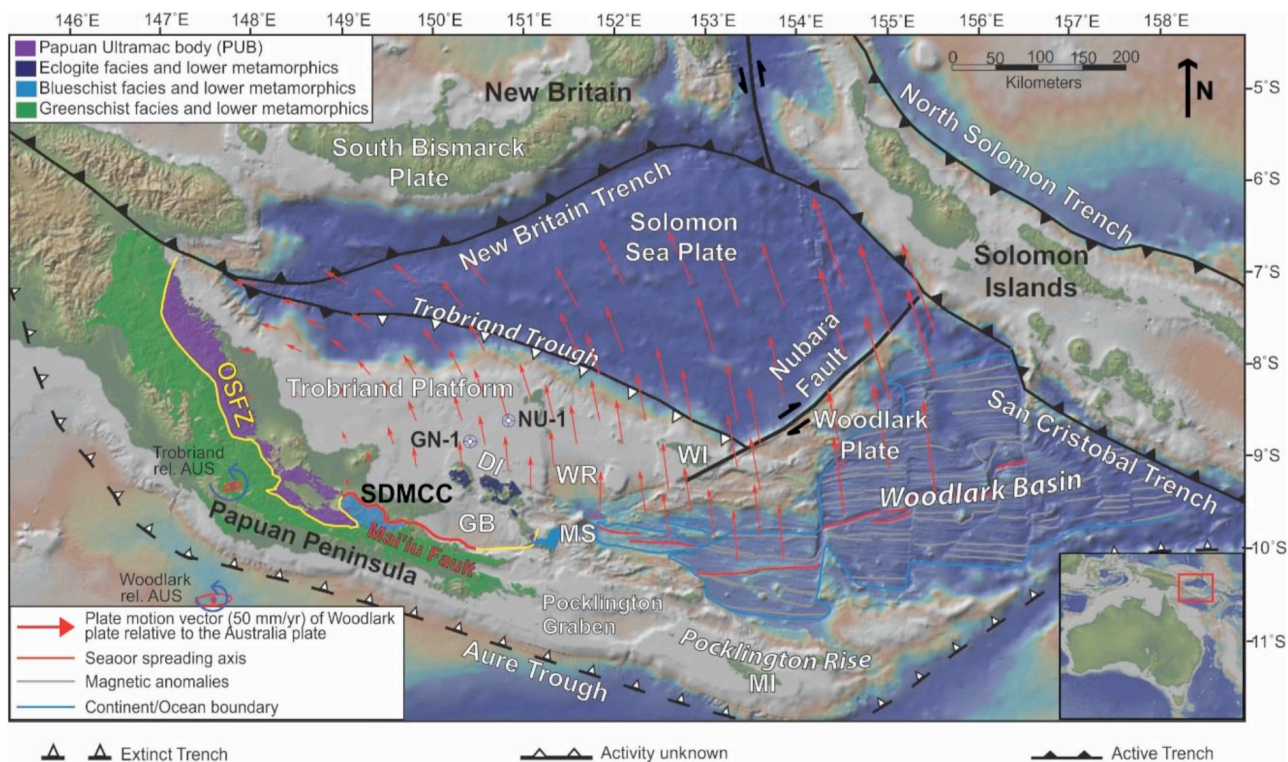 146°E 147°E 148°E 149°E 150°E 151°E 152°E 153°E 154°E 155°E 156°E 157°E 158°E
Papuan Ultramac body (PUB)
Eclogite facies and lower metamorphics
Blueschist facies and lower metamorphics
Greenschist facies and lower metamorphics
New Britain
South Bismarck
Plate
0 50 100 150 200
Kilometers
N
North Solomon Trench
5°S
6°S
7°S
8°S
9°S
10°S
11°S
New Britain Trench
Solomon
Sea Plate
Solomon
Islands
Trobriand Trough
Nubara
Fault
OSFZ
Trobriand Platform
NU-1
GN-1
Woodlark
Plate
San Cristobal Trench
DI
WR
WI
Trobriand
rel. AUS
SDMCC
Woodlark Basin
GB
MS
Mai'iu Fault
Papuan Peninsula
Woodlark
rel. AUS
Pocklington
Graben
Pocklington Rise
MI
Aure Trough
Plate motion vector (50 mm/yr) of Woodlark
plate relative to the Australia plate
Seaoor spreading axis
Magnetic anomalies
Continent/Ocean boundary
Extinct Trench
Activity unknown
Active Trench